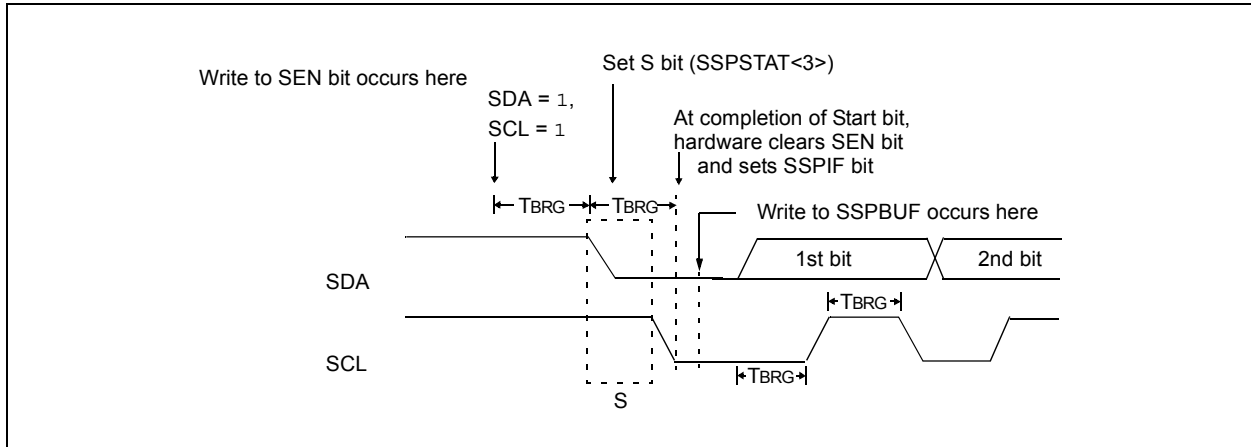 Set S bit (SSPSTAT<3>)
Write to SEN bit occurs here
SDA = 1,
SCL = 1
At completion of Start bit,
hardware clears SEN bit
and sets SSPIF bit
TBRG TBRG
Write to SSPBUF occurs here
1st bit 2nd bit
SDA
TBRG
SCL
TBRG
S